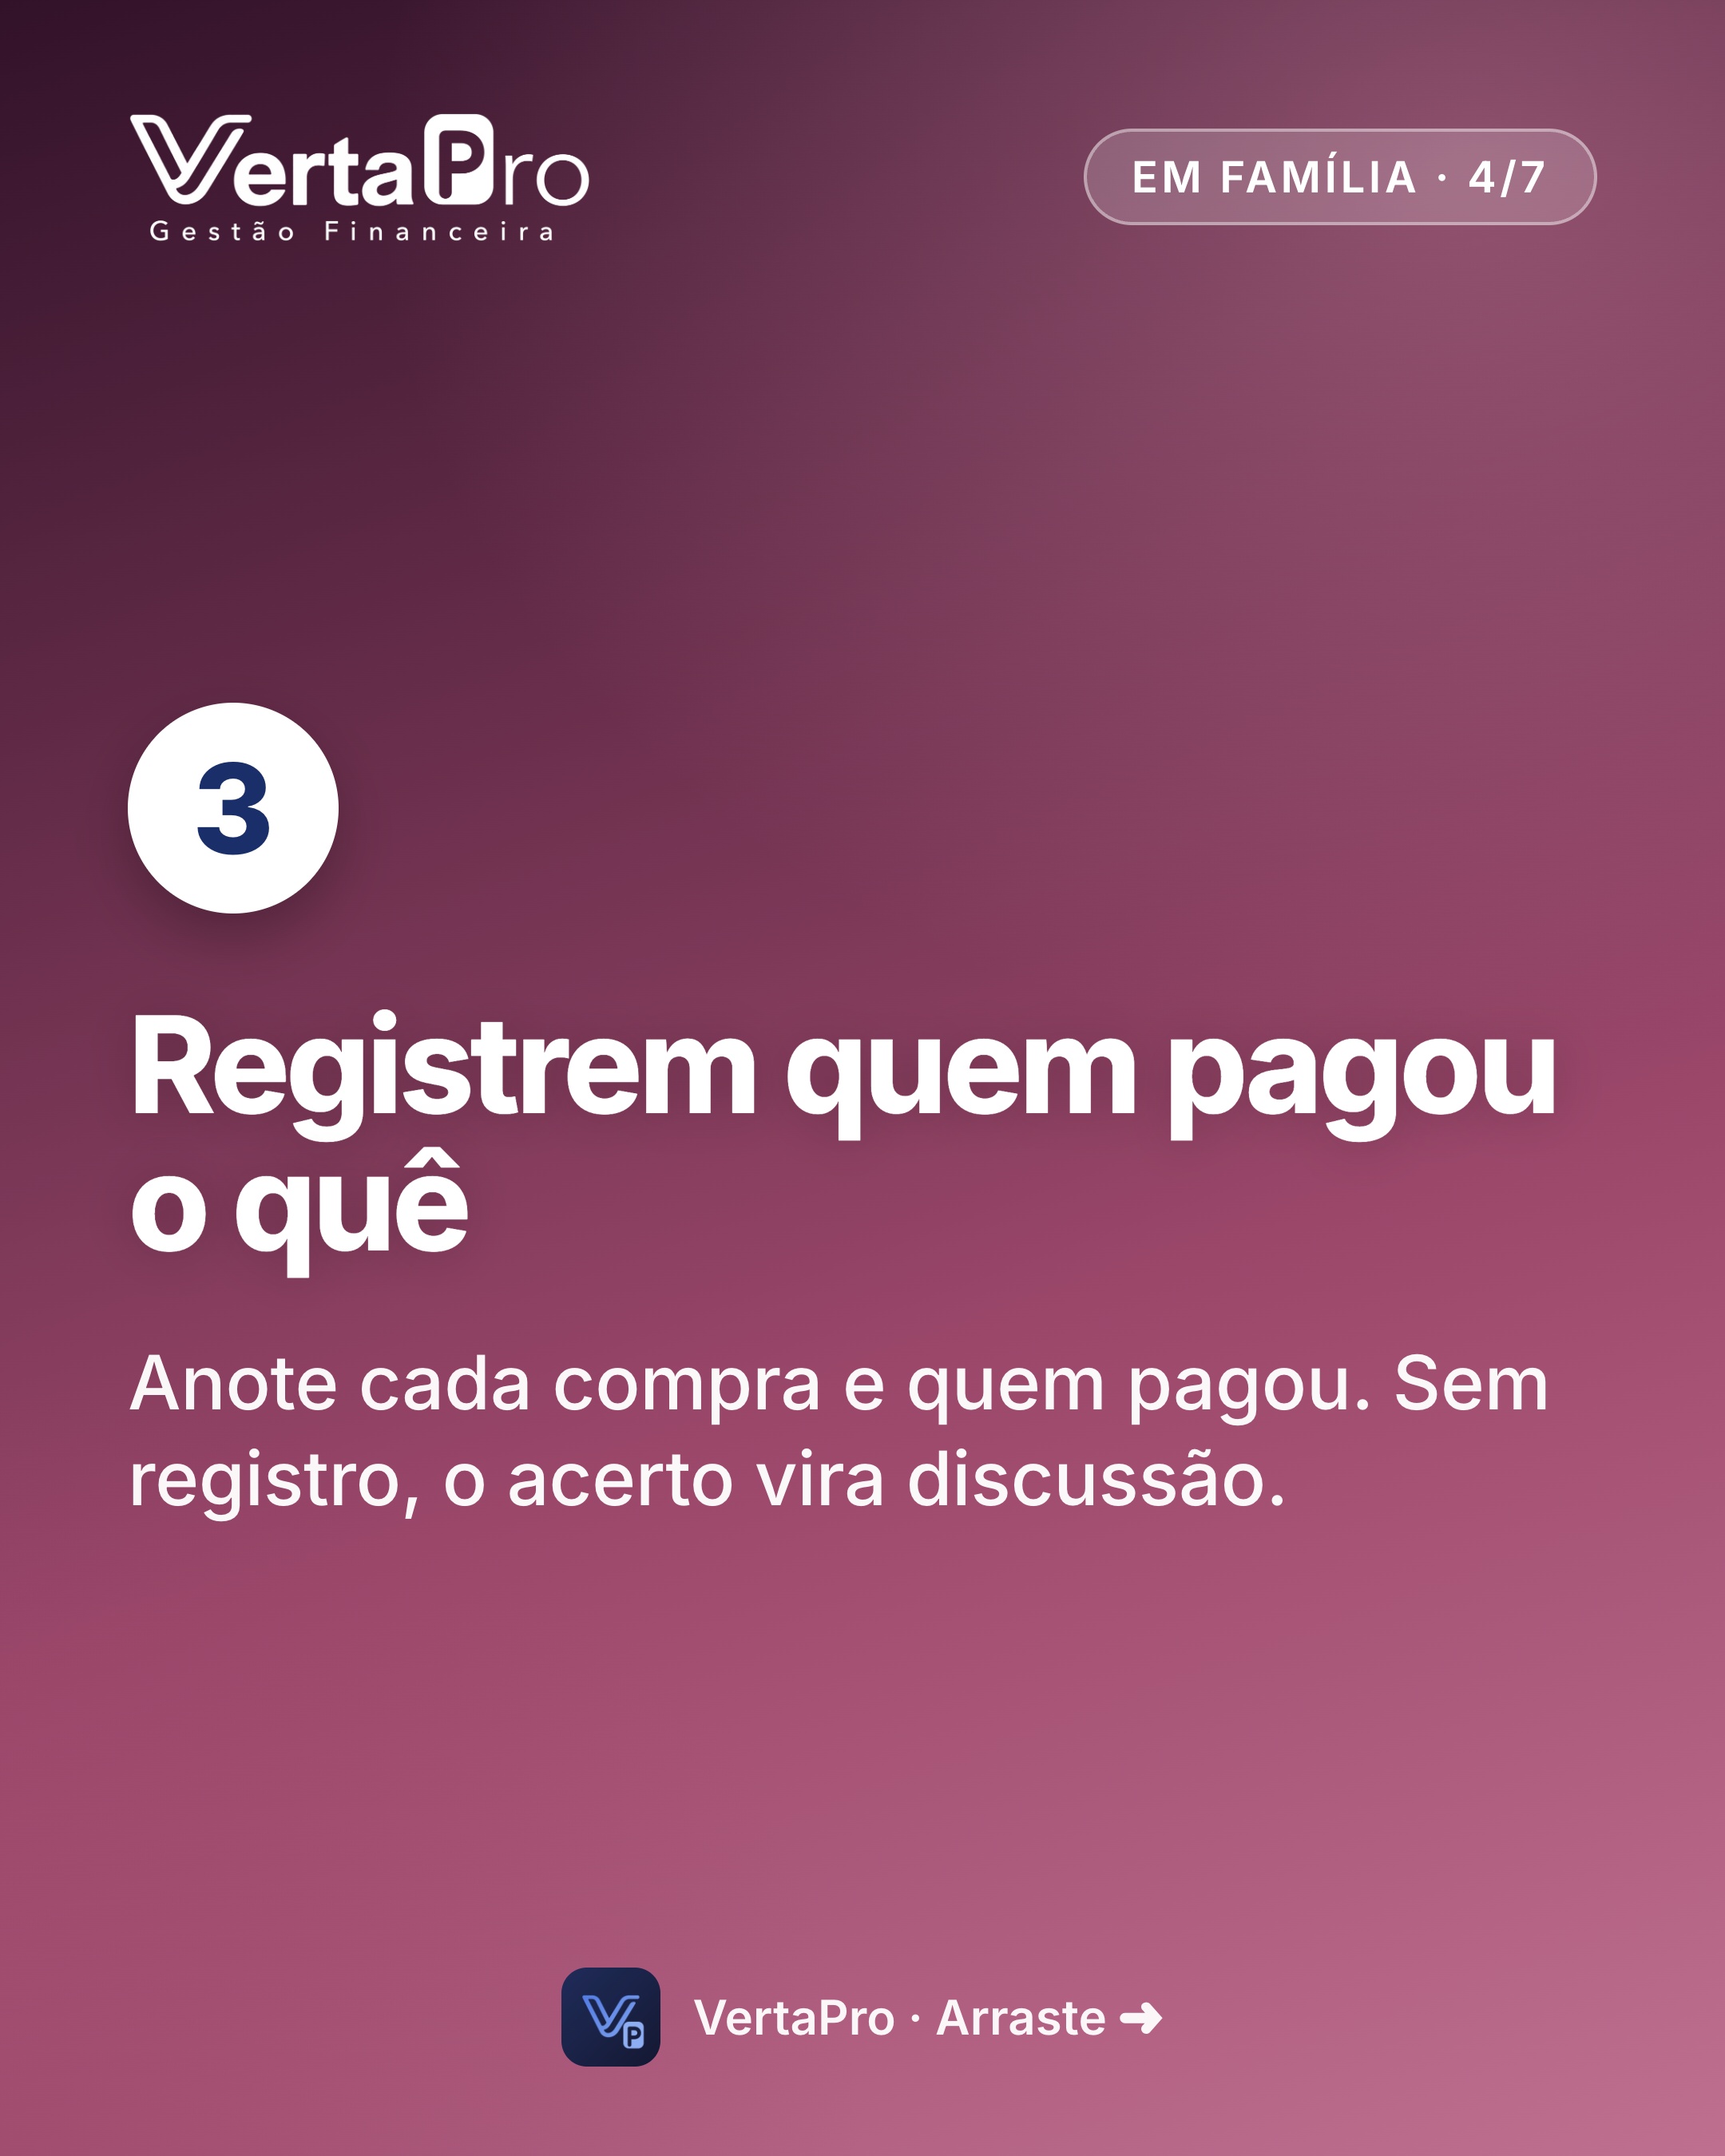 VertaPro
Gestão Financeira
EM FAMÍLIA · 4/7
3
Registrem quem pagou
o quê
Anote cada compra e quem pagou. Sem
registro, o acerto vira discussão.
VertaPro · Arraste ➔